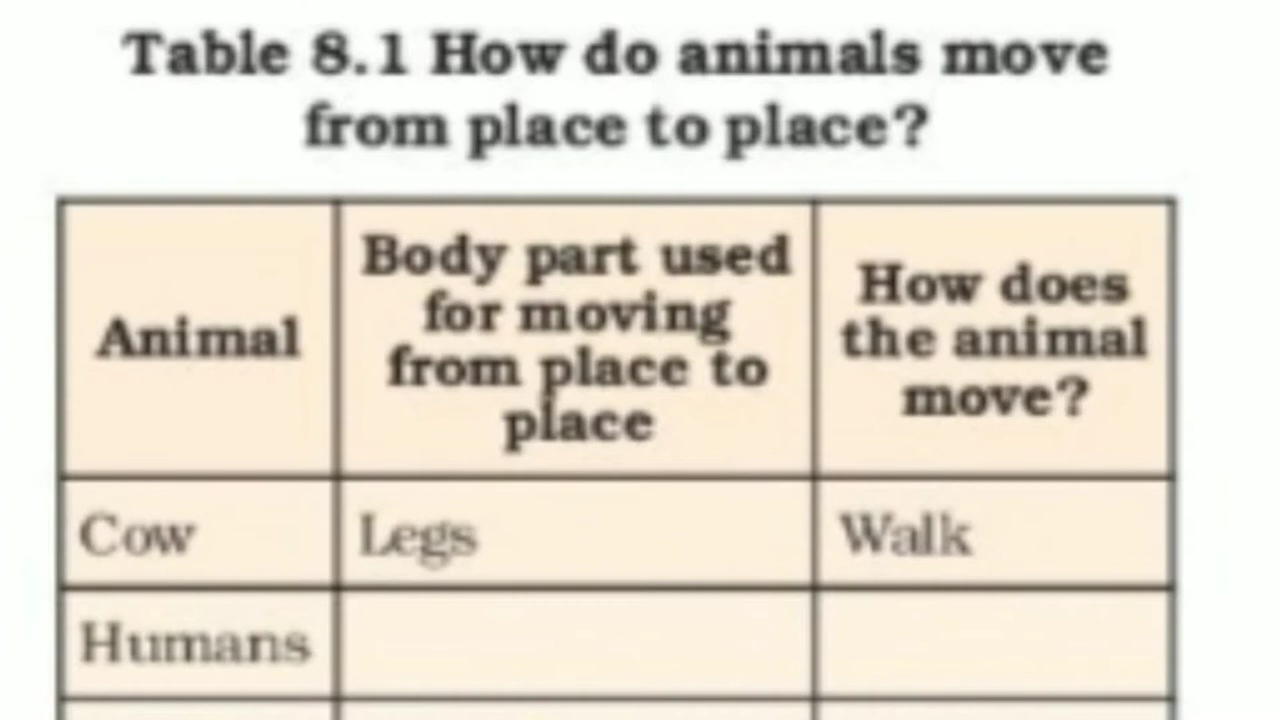 Table 8.1 How do animals move
from place to place?
Animal
Body part used
for moving
from place to
place
How does
the animal
move?
Cow
Legs
Walk
Humans